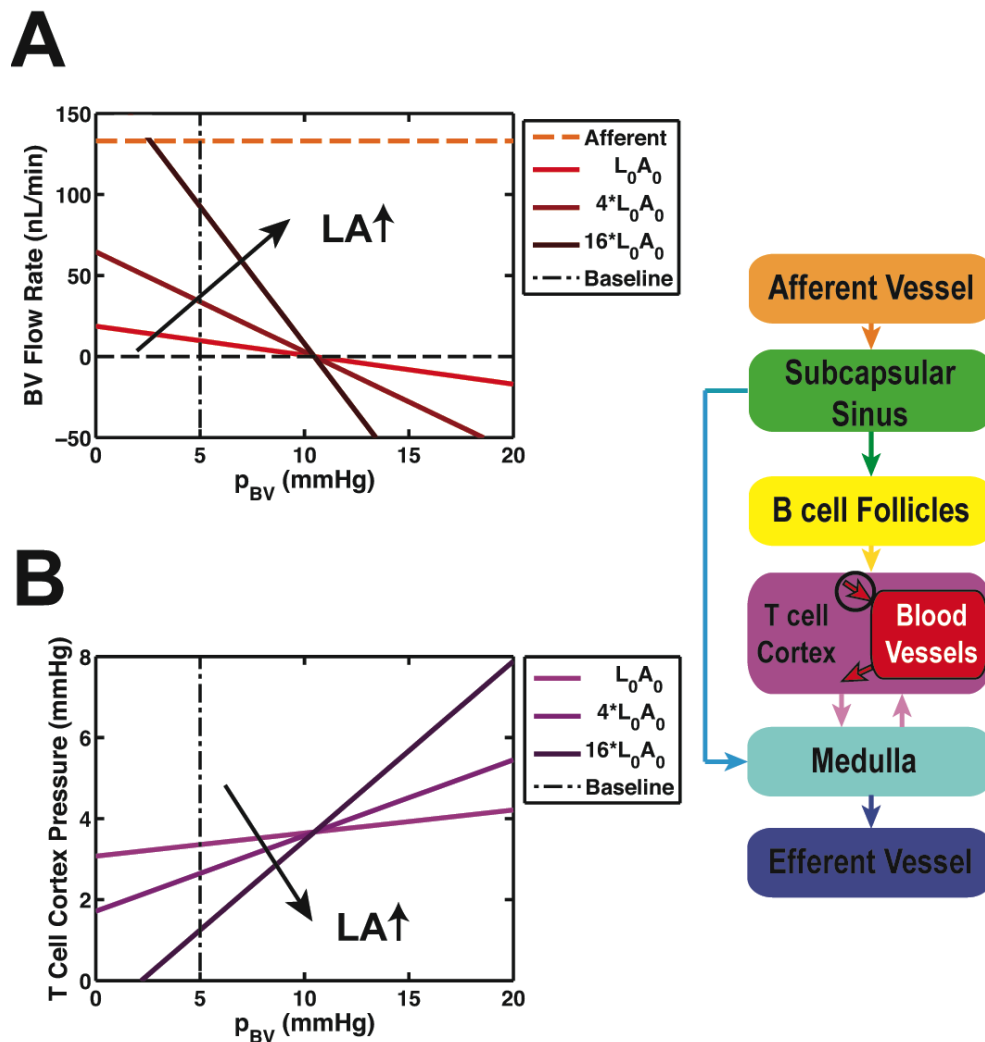 A
BV Flow Rate (nL/min)
150
100
50
0
−50
0 5 10 15 20
p_BV (mmHg)
LA↑
Afferent
L₀A₀
4*L₀A₀
16*L₀A₀
Baseline
B
T Cell Cortex Pressure (mmHg)
8
6
4
2
0
0 5 10 15 20
p_BV (mmHg)
LA↑
L₀A₀
4*L₀A₀
16*L₀A₀
Baseline
Afferent Vessel
Subcapsular
Sinus
B cell Follicles
T cell
Cortex
Blood
Vessels
Medulla
Efferent Vessel